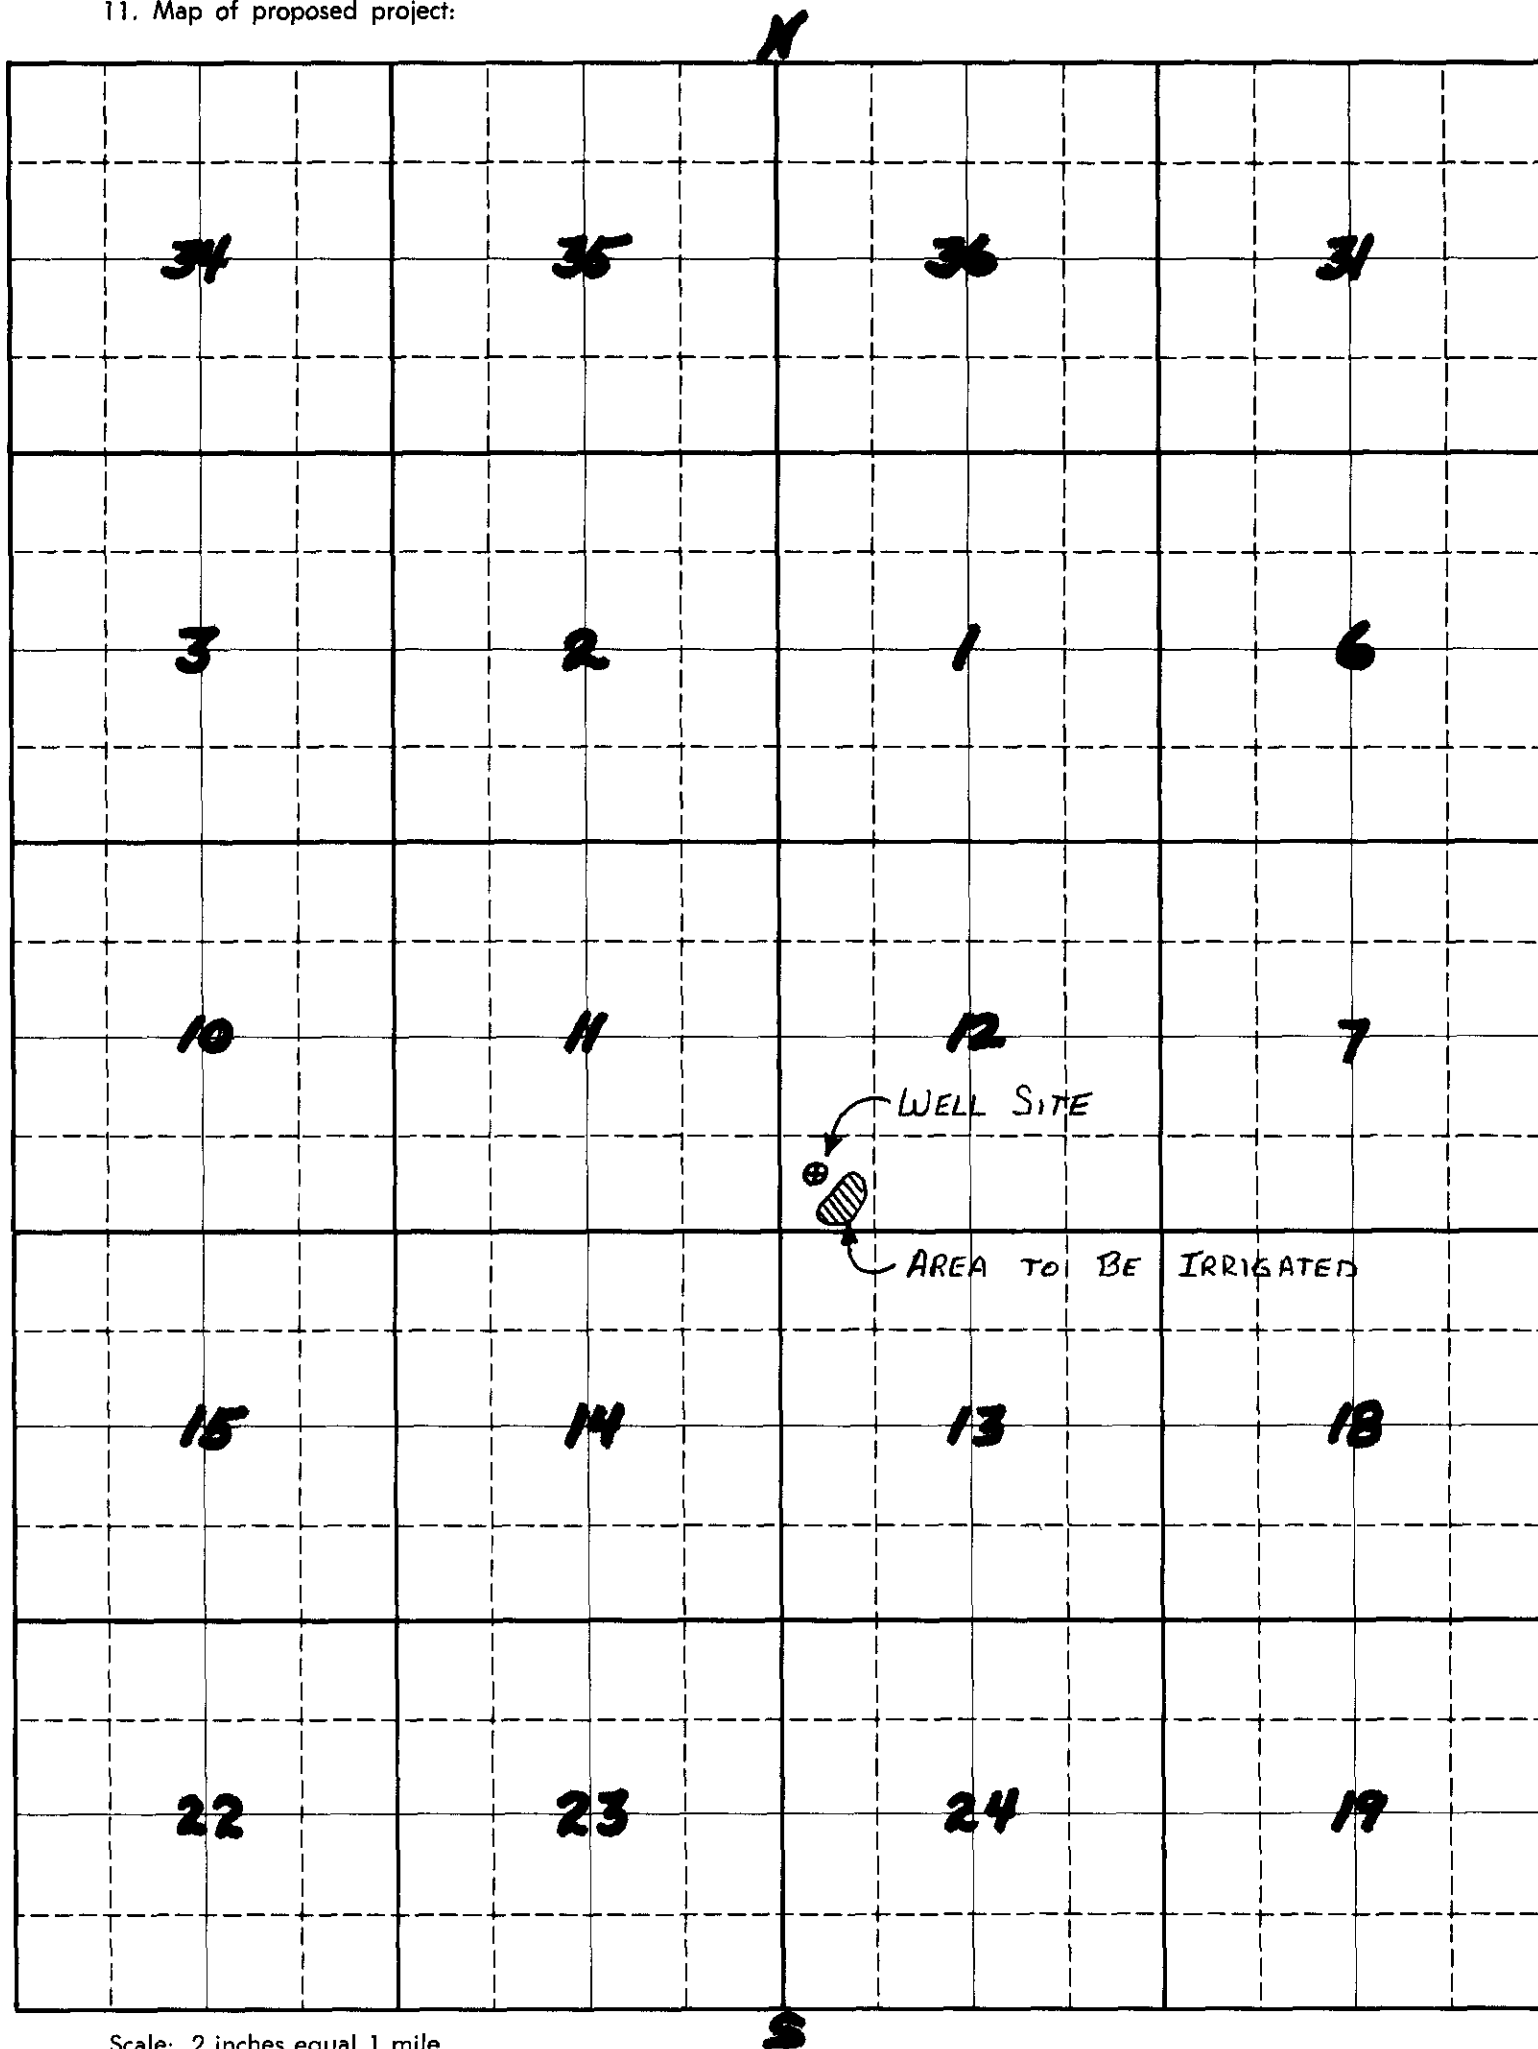 11. Map of proposed project:
N
34 35 36 31
3 2 1 6
10 11 12 7
WELL SITE
AREA TO BE IRRIGATED
15 14 13 18
22 23 24 19
S
Scale: 2 inches equal 1 mile